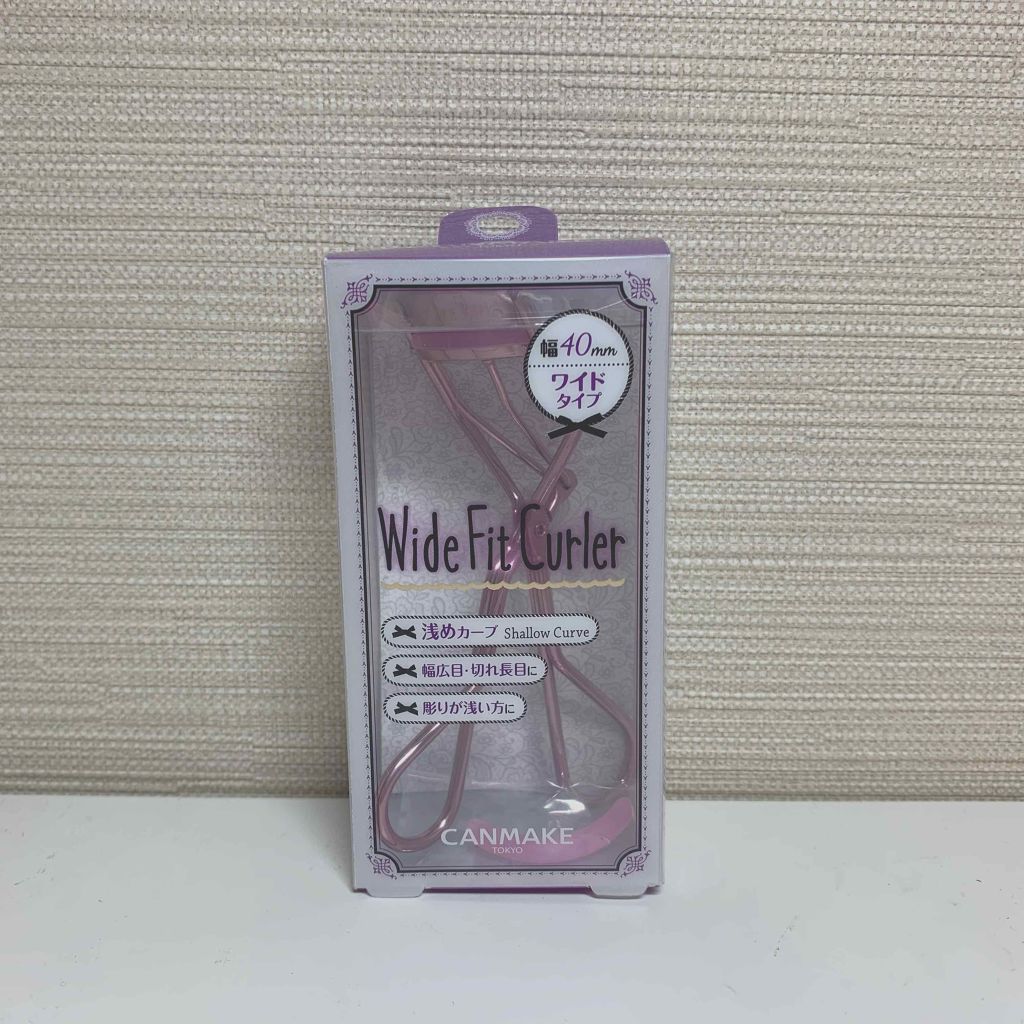 幅40mm
ワイド
タイプ
Wide Fit Curler
浅めカーブ Shallow Curve
幅広目・切れ長目に
彫りが浅い方に
CANMAKE
TOKYO